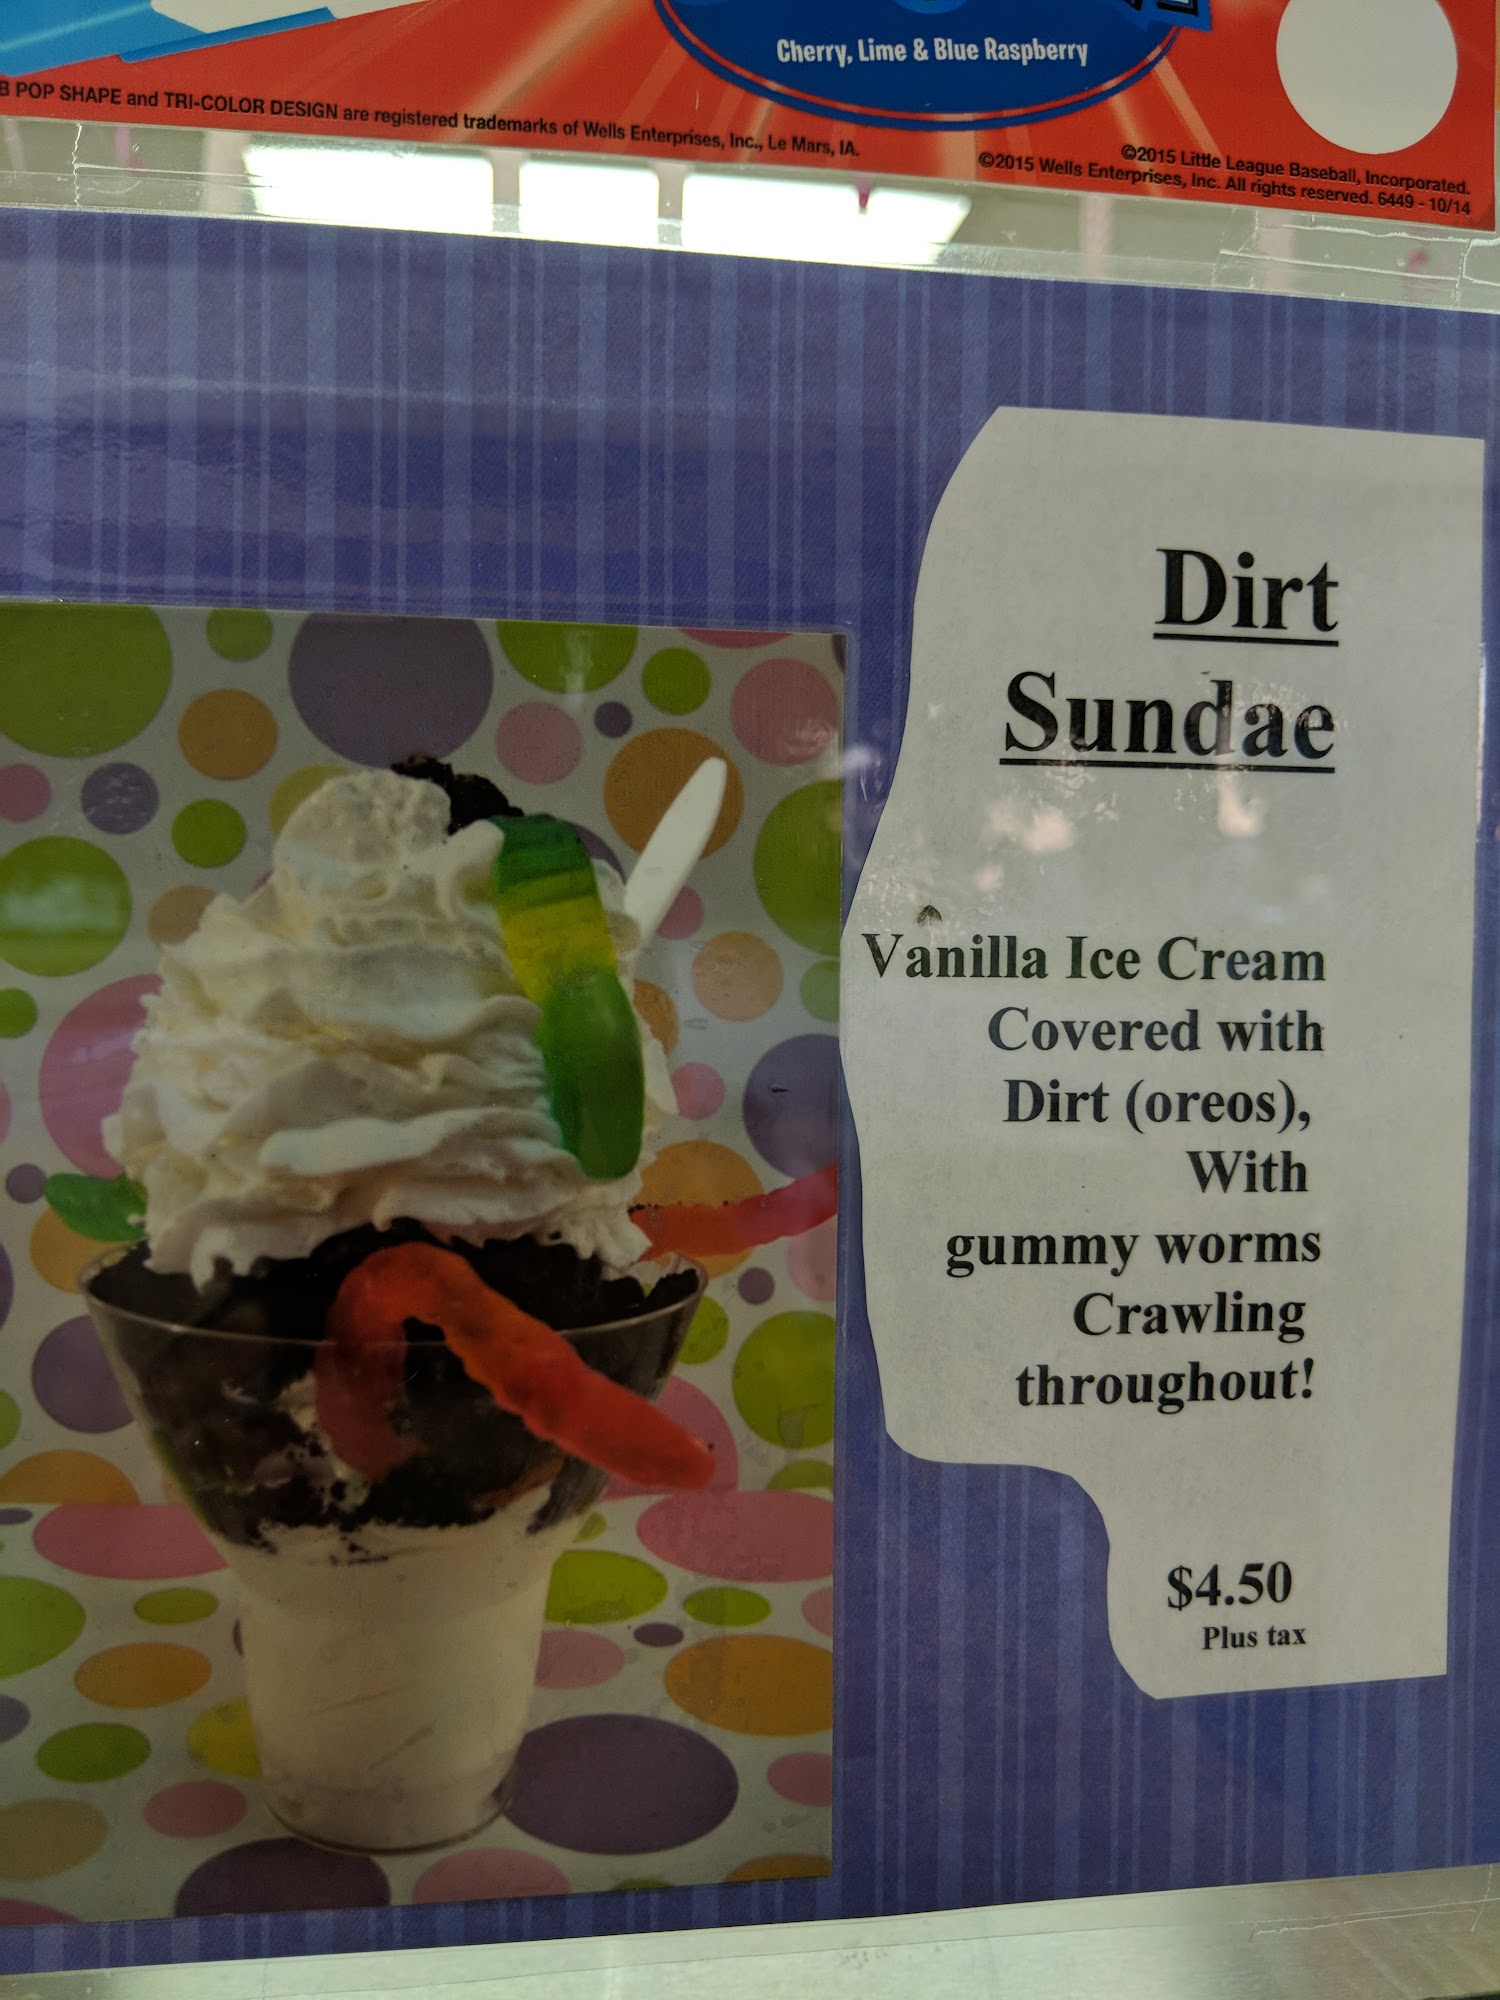 Cherry, Lime & Blue Raspberry
B POP SHAPE and TRI-COLOR DESIGN are registered trademarks of Wells Enterprises, Inc., Le Mars, IA.
©2015 Little League Baseball, Incorporated.
©2015 Wells Enterprises, Inc. All rights reserved. 6449 - 10/14
Dirt
Sundae
Vanilla Ice Cream
Covered with
Dirt (oreos),
With
gummy worms
Crawling
throughout!
$4.50
Plus tax